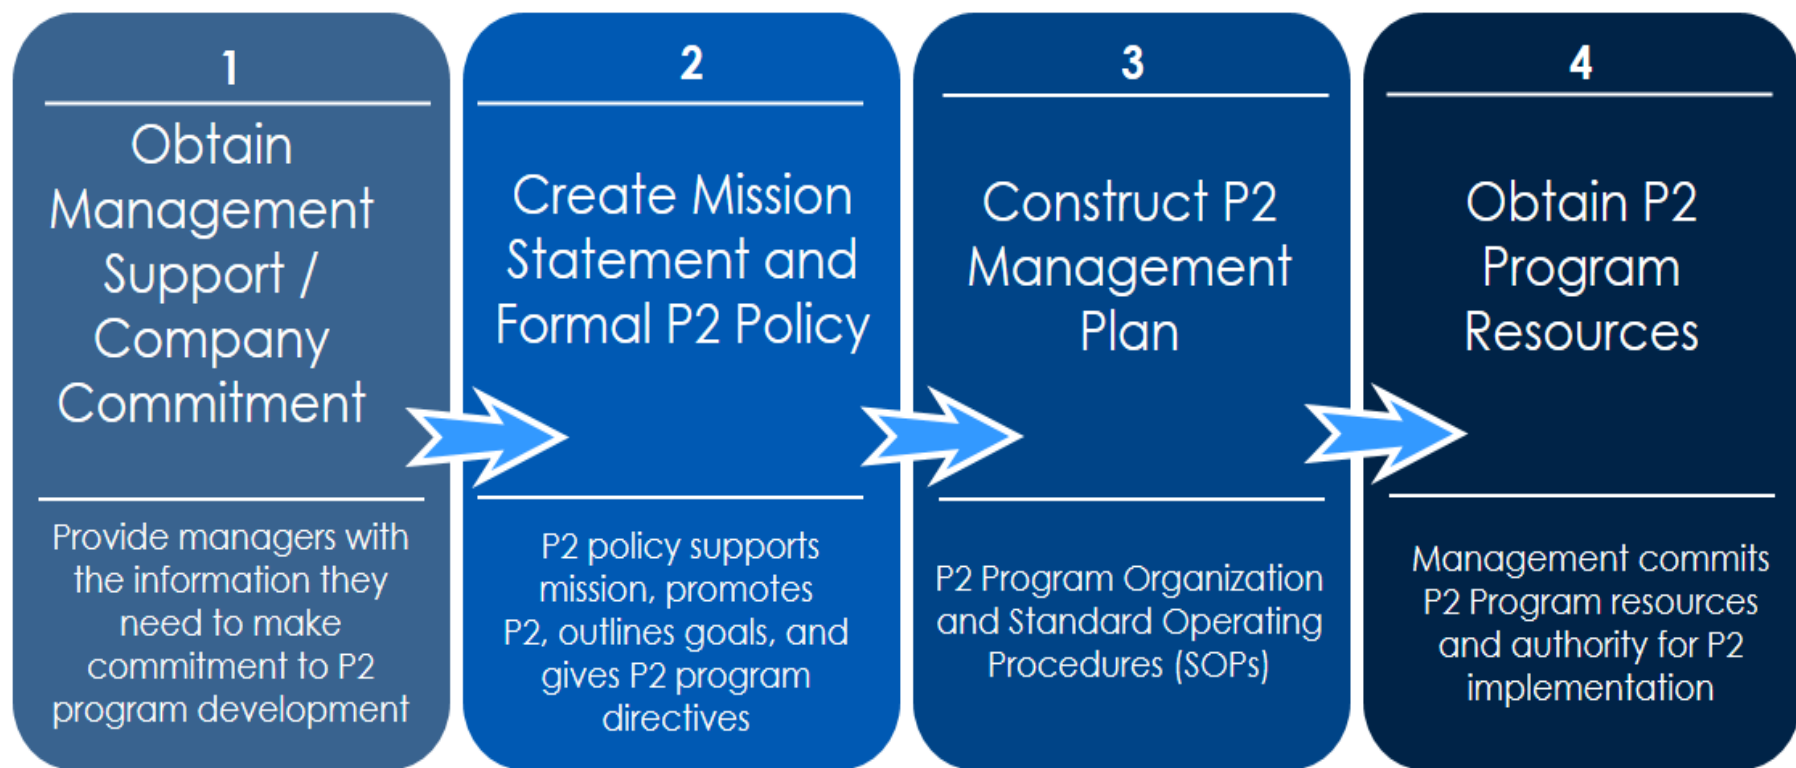 1
Obtain
Management
Support /
Company
Commitment
Provide managers with
the information they
need to make
commitment to P2
program development
2
Create Mission
Statement and
Formal P2 Policy
P2 policy supports
mission, promotes
P2, outlines goals, and
gives P2 program
directives
3
Construct P2
Management
Plan
P2 Program Organization
and Standard Operating
Procedures (SOPs)
4
Obtain P2
Program
Resources
Management commits
P2 Program resources
and authority for P2
implementation